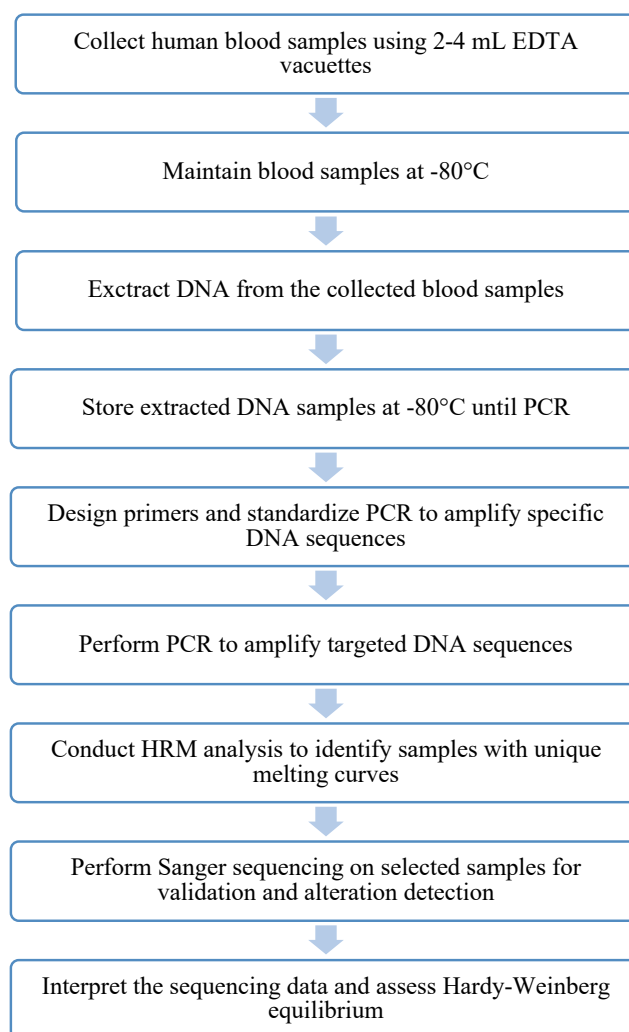 Collect human blood samples using 2-4 mL EDTA
vacuettes
Maintain blood samples at -80°C
Exctract DNA from the collected blood samples
Store extracted DNA samples at -80°C until PCR
Design primers and standardize PCR to amplify specific
DNA sequences
Perform PCR to amplify targeted DNA sequences
Conduct HRM analysis to identify samples with unique
melting curves
Perform Sanger sequencing on selected samples for
validation and alteration detection
Interpret the sequencing data and assess Hardy-Weinberg
equilibrium